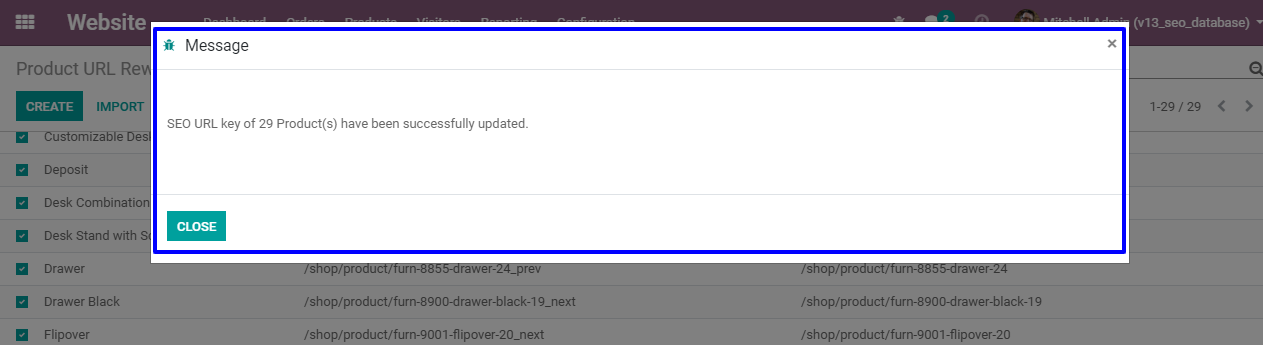 Website Dashboard Orders Products Visitors Reporting Configuration 2 Mitchell Admin (v13_seo_database)
Message ×
Product URL Rew
CREATE IMPORT 1-29 / 29
SEO URL key of 29 Product(s) have been successfully updated.
Customizable Desk
Deposit
Desk Combination
Desk Stand with Sc
CLOSE
Drawer /shop/product/furn-8855-drawer-24_prev /shop/product/furn-8855-drawer-24
Drawer Black /shop/product/furn-8900-drawer-black-19_next /shop/product/furn-8900-drawer-black-19
Flipover /shop/product/furn-9001-flipover-20_next /shop/product/furn-9001-flipover-20